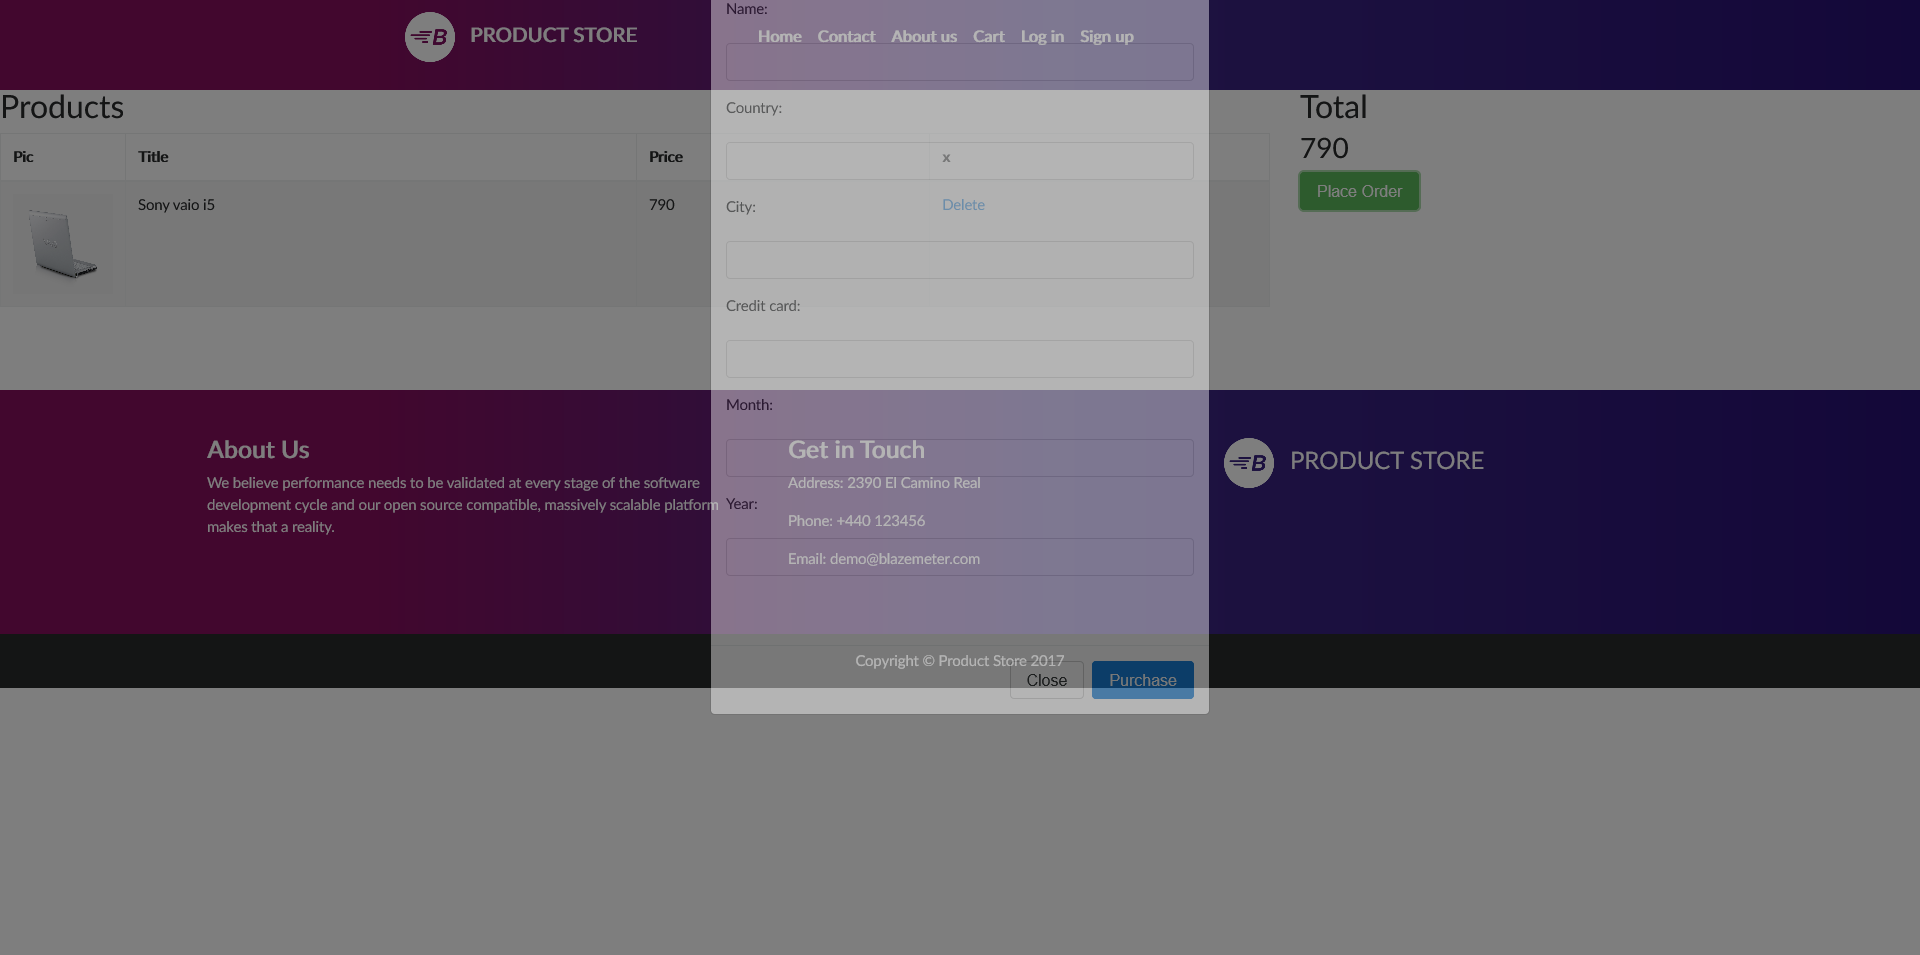 Name:
PRODUCT STORE
Home Contact About us Cart Log in Sign up
Products
Total
Country:
790
Pic Title Price x
Place Order
Sony vaio i5 790 Delete
City:
Credit card:
Month:
About Us
We believe performance needs to be validated at every stage of the software
development cycle and our open source compatible, massively scalable platform
makes that a reality.
Get in Touch
Address: 2390 El Camino Real
Year:
Phone: +440 123456
Email: demo@blazemeter.com
B PRODUCT STORE
Copyright © Product Store 2017
Close Purchase